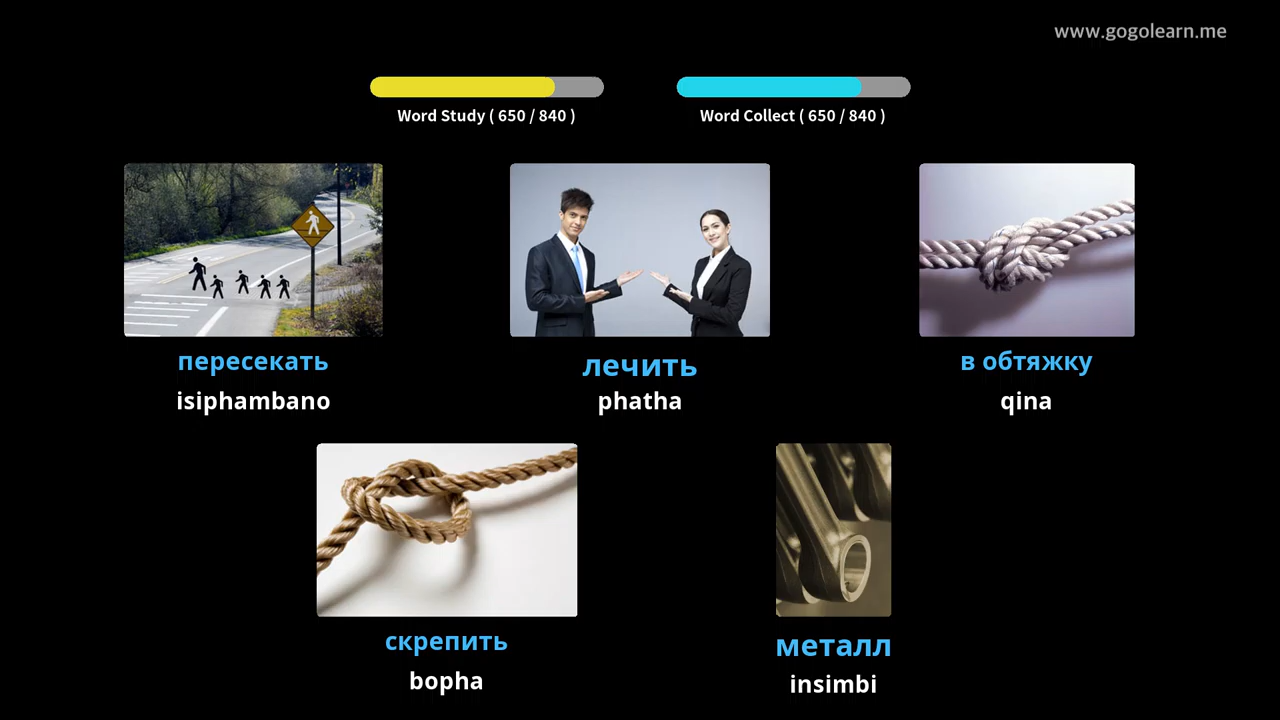 www.gogolearn.me
Word Study ( 650 / 840 )
Word Collect ( 650 / 840 )
пересекать
isiphambano
лечить
phatha
в обтяжку
qina
скрепить
bopha
металл
insimbi